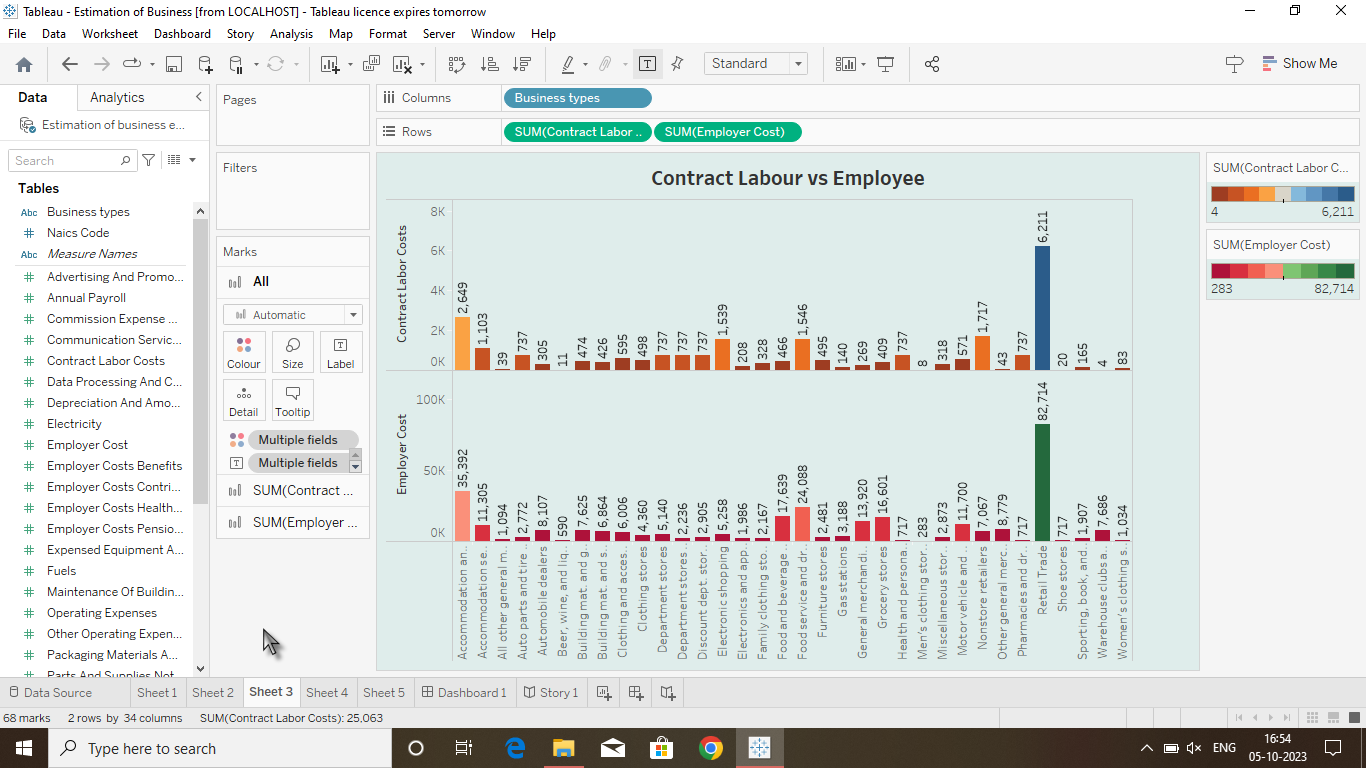 Tableau - Estimation of Business [from LOCALHOST] - Tableau licence expires tomorrow
File Data Worksheet Dashboard Story Analysis Map Format Server Window Help
Standard
Show Me
Data Analytics
Estimation of business e...
Search
Tables
Abc Business types
Naics Code
Abc Measure Names
Advertising And Promo...
Annual Payroll
Commission Expense ...
Communication Servic...
Contract Labor Costs
Data Processing And C...
Depreciation And Amo...
Electricity
Employer Cost
Employer Costs Benefits
Employer Costs Contri...
Employer Costs Health...
Employer Costs Pensio...
Expensed Equipment A...
Fuels
Maintenance Of Buildin...
Operating Expenses
Other Operating Expen...
Packaging Materials A...
Parts And Supplies Not
Pages
Filters
Marks
All
Automatic
Colour Size Label
Detail Tooltip
Multiple fields
Multiple fields
SUM(Contract ...
SUM(Employer ...
Columns Business types
Rows SUM(Contract Labor .. SUM(Employer Cost)
Contract Labour vs Employee
Contract Labor Costs
8K
6K
4K
2K
0K
2,649 1,103 39 737 305 11 474 426 595 498 737 737 737 1,539 208 328 466 1,546 495 140 269 409 737 8 318 571 1,717 43 737 6,211 20 165 4 83
Employer Cost
100K
50K
0K
35,392 11,305 1,094 2,772 8,107 590 7,625 6,864 6,006 4,360 5,140 2,236 2,905 5,258 1,986 2,167 17,639 24,088 2,481 3,188 13,920 16,601 717 283 2,873 11,700 7,067 8,779 717 82,714 717 1,907 7,686 1,034
Accommodation an..
Accommodation se..
All other general m..
Auto parts and tire ..
Automobile dealers
Beer, wine, and liq..
Building mat. and g..
Building mat. and s..
Clothing and acces..
Clothing stores
Department stores
Department stores..
Discount dept. stor..
Electronic shopping
Electronics and app..
Family clothing sto..
Food and beverage ..
Food service and dr..
Furniture stores
Gas stations
General merchandi..
Grocery stores
Health and persona..
Men's clothing stor..
Miscellaneous stor..
Motor vehicle and ..
Nonstore retailers
Other general merc..
Pharmacies and dr..
Retail Trade
Shoe stores
Sporting, book, and..
Warehouse clubs a..
Women's clothing s..
SUM(Contract Labor C...
4 6,211
SUM(Employer Cost)
283 82,714
Data Source Sheet 1 Sheet 2 Sheet 3 Sheet 4 Sheet 5 Dashboard 1 Story 1
68 marks 2 rows by 34 columns SUM(Contract Labor Costs): 25,063
Type here to search
ENG
16:54
05-10-2023